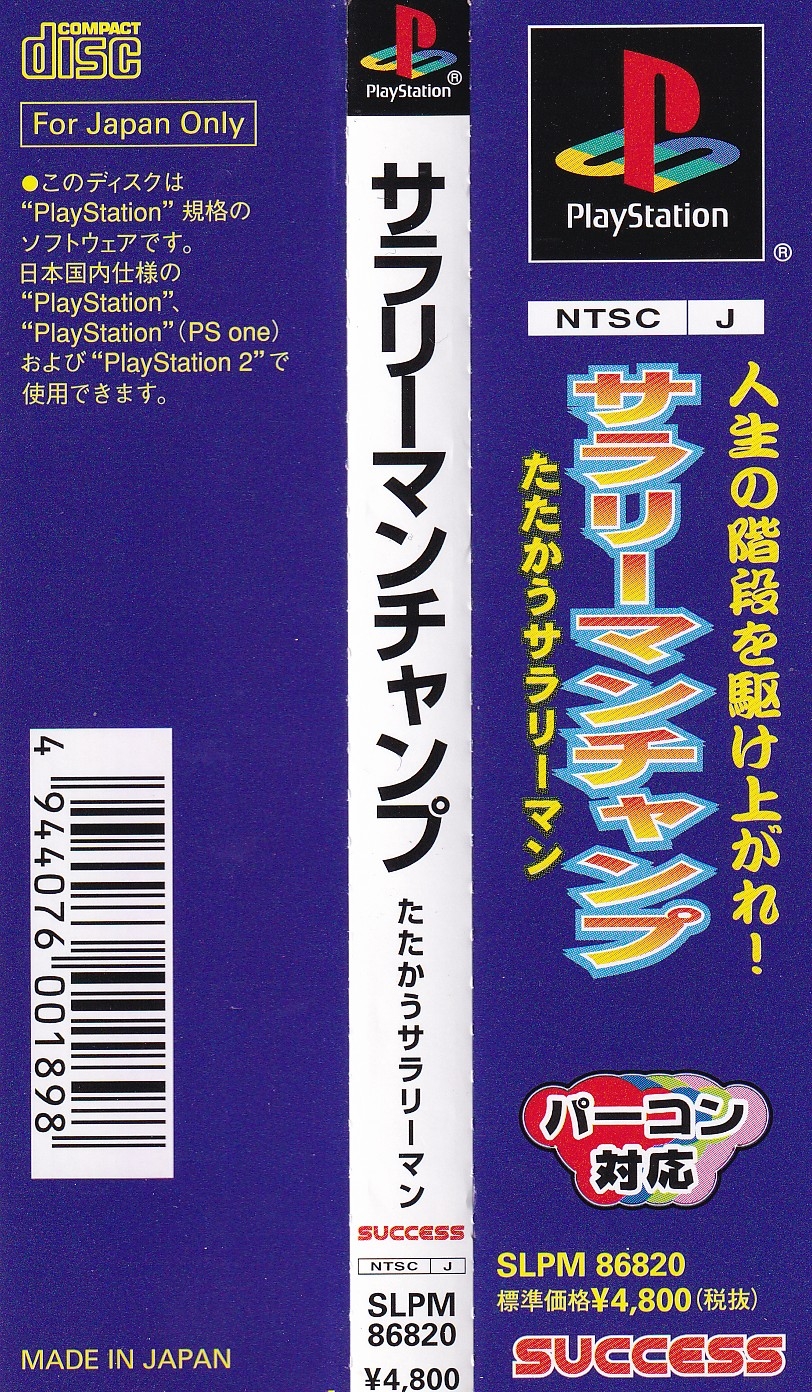 COMPACT
disc
For Japan Only
●このディスクは
“PlayStation” 規格の
ソフトウェアです。
日本国内仕様の
“PlayStation”、
“PlayStation”（PS one）
および“PlayStation 2”で
使用できます。
4 944076 001898
MADE IN JAPAN
PlayStation®
サラリーマンチャンプ
たたかうサラリーマン
SUCCESS
NTSC J
SLPM
86820
¥4,800
PlayStation
®
NTSC J
人生の階段を駆け上がれ！
サラリーマンチャンプ
たたかうサラリーマン
パーコン
対応
SLPM 86820
標準価格¥4,800（税抜）
SUCCESS